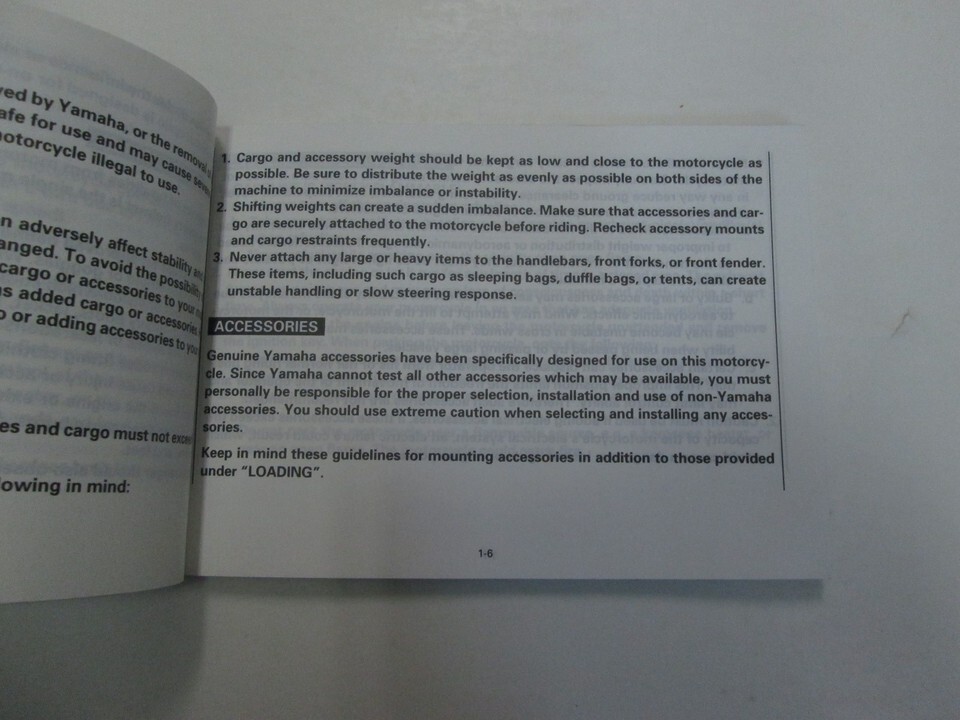 ved by Yamaha, or the removal
afe for use and may cause
otorcycle illegal to use.
n adversely affect stability
anged. To avoid the possibility
cargo or accessories to your
as added cargo or accessories
o or adding accessories to you
es and cargo must not
owing in mind:
1. Cargo and accessory weight should be kept as low and close to the motorcycle as
possible. Be sure to distribute the weight as evenly as possible on both sides of the
machine to minimize imbalance or instability.
2. Shifting weights can create a sudden imbalance. Make sure that accessories and car-
go are securely attached to the motorcycle before riding. Recheck accessory mounts
and cargo restraints frequently.
3. Never attach any large or heavy items to the handlebars, front forks, or front fender.
These items, including such cargo as sleeping bags, duffle bags, or tents, can create
unstable handling or slow steering response.
ACCESSORIES
Genuine Yamaha accessories have been specifically designed for use on this motorcy-
cle. Since Yamaha cannot test all other accessories which may be available, you must
personally be responsible for the proper selection, installation and use of non-Yamaha
accessories. You should use extreme caution when selecting and installing any acces-
sories.
Keep in mind these guidelines for mounting accessories in addition to those provided
under “LOADING”.
1-6